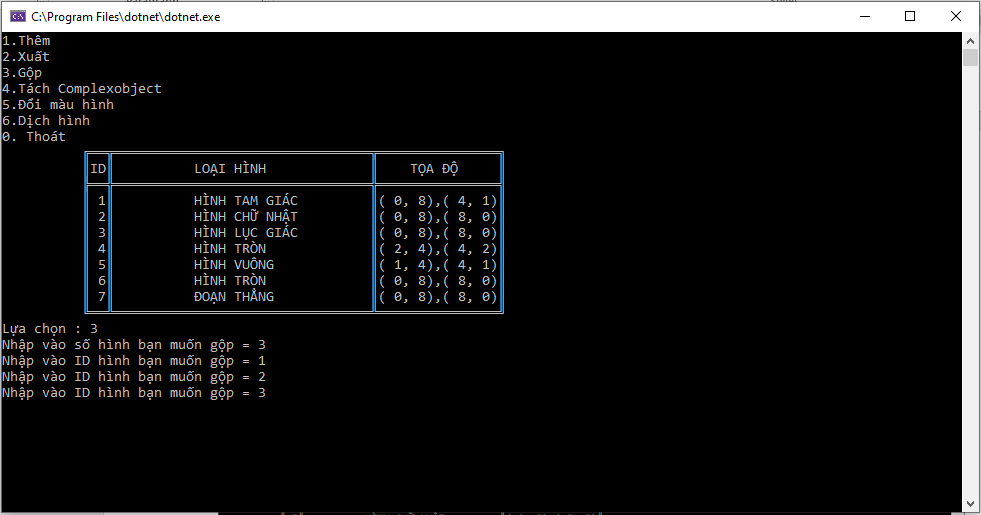 C:\Program Files\dotnet\dotnet.exe
1.Thêm
2.Xuất
3.Gộp
4.Tách Complexobject
5.Đổi màu hình
6.Dịch hình
0. Thoát
ID LOẠI HÌNH TỌA ĐỘ
1 HÌNH TAM GIÁC ( 0, 8),( 4, 1)
2 HÌNH CHỮ NHẬT ( 0, 8),( 8, 0)
3 HÌNH LỤC GIÁC ( 0, 8),( 8, 0)
4 HÌNH TRÒN ( 2, 4),( 4, 2)
5 HÌNH VUÔNG ( 1, 4),( 4, 1)
6 HÌNH TRÒN ( 0, 8),( 8, 0)
7 ĐOẠN THẲNG ( 0, 8),( 8, 0)
Lựa chọn : 3
Nhập vào số hình bạn muốn gộp = 3
Nhập vào ID hình bạn muốn gộp = 1
Nhập vào ID hình bạn muốn gộp = 2
Nhập vào ID hình bạn muốn gộp = 3